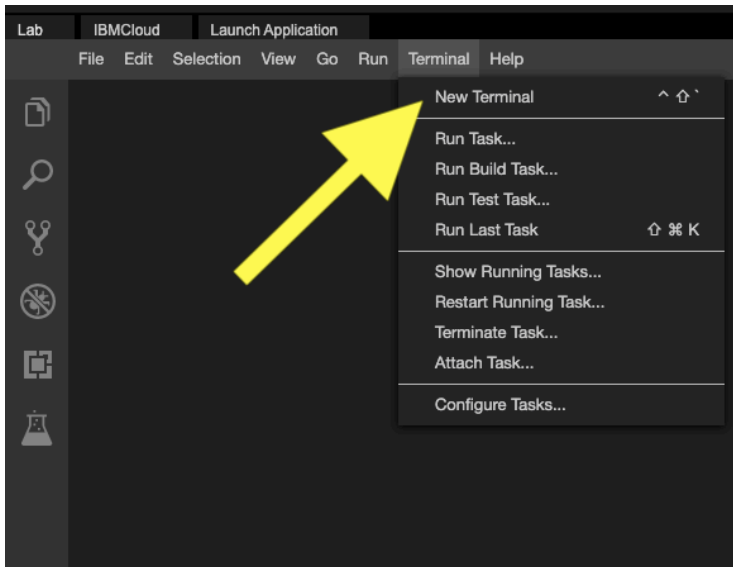 Lab IBMCloud Launch Application
File Edit Selection View Go Run Terminal Help
New Terminal ^ ⇧ `
Run Task...
Run Build Task...
Run Test Task...
Run Last Task ⇧ ⌘ K
Show Running Tasks...
Restart Running Task...
Terminate Task...
Attach Task...
Configure Tasks...